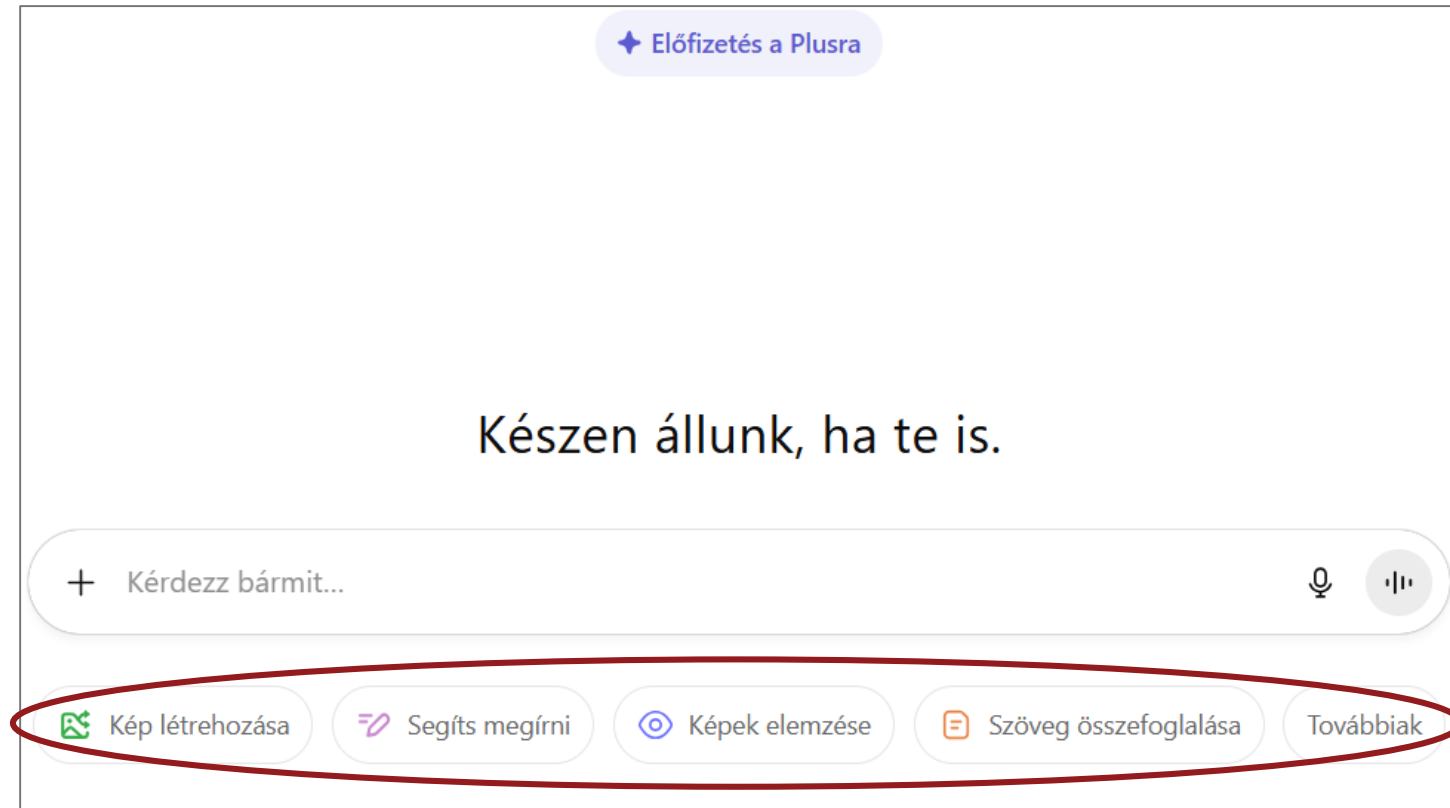 Előfizetés a Plusra
Készen állunk, ha te is.
Kérdezz bármit...
Kép létrehozása
Segíts megírni
Képek elemzése
Szöveg összefoglalása
Továbbiak